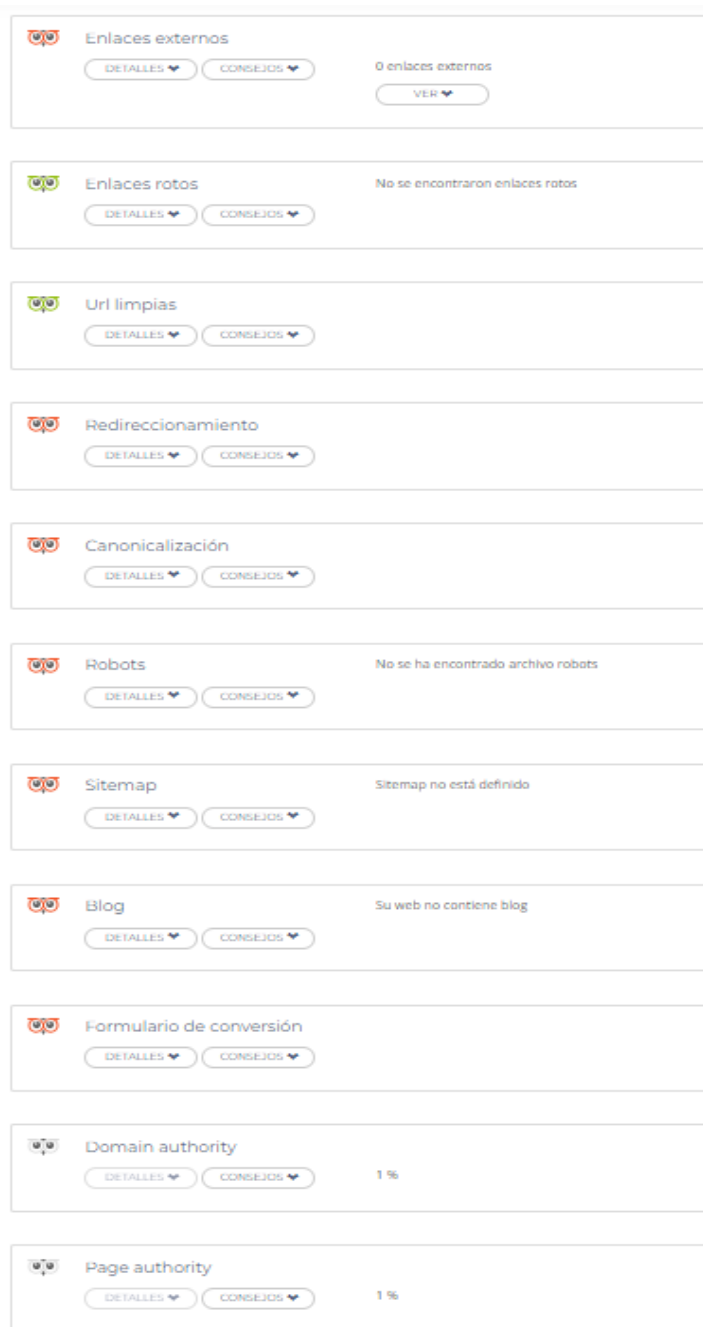 Enlaces externos
DETALLES CONSEJOS
0 enlaces externos
VER
Enlaces rotos
No se encontraron enlaces rotos
DETALLES CONSEJOS
Url limpias
DETALLES CONSEJOS
Redireccionamiento
DETALLES CONSEJOS
Canonicalización
DETALLES CONSEJOS
Robots
No se ha encontrado archivo robots
DETALLES CONSEJOS
Sitemap
Sitemap no está definido
DETALLES CONSEJOS
Blog
Su web no contiene blog
DETALLES CONSEJOS
Formulario de conversión
DETALLES CONSEJOS
Domain authority
DETALLES CONSEJOS
1 %
Page authority
DETALLES CONSEJOS
1 %